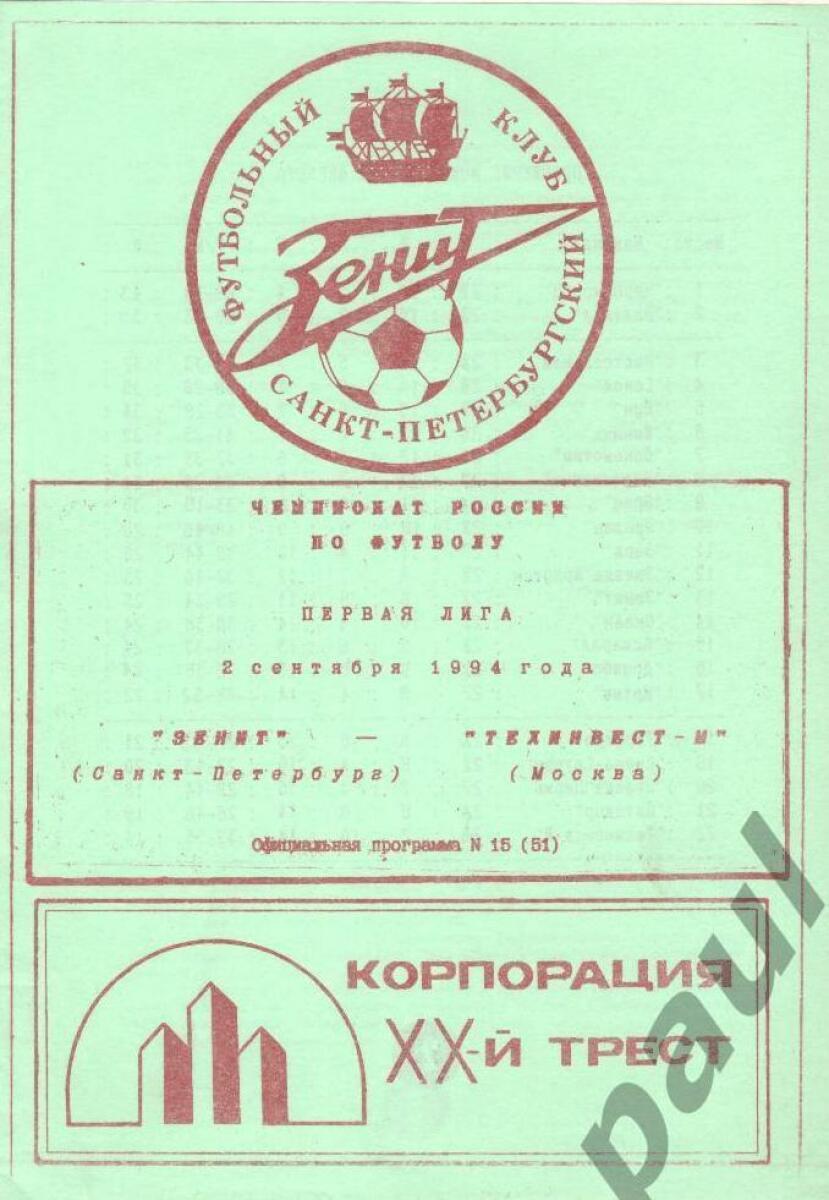 ФУТБОЛЬНЫЙ КЛУБ
Зенит
САНКТ-ПЕТЕРБУРГСКИЙ
ЧЕМПИОНАТ РОССИИ
ПО ФУТБОЛУ
ПЕРВАЯ ЛИГА
2 сентября 1994 года
"ЗЕНИТ" — "ТЕХИНВЕСТ-М"
(Санкт-Петербург) (Москва)
Официальная программа N 15 (51)
КОРПОРАЦИЯ
XX-Й ТРЕСТ
paul